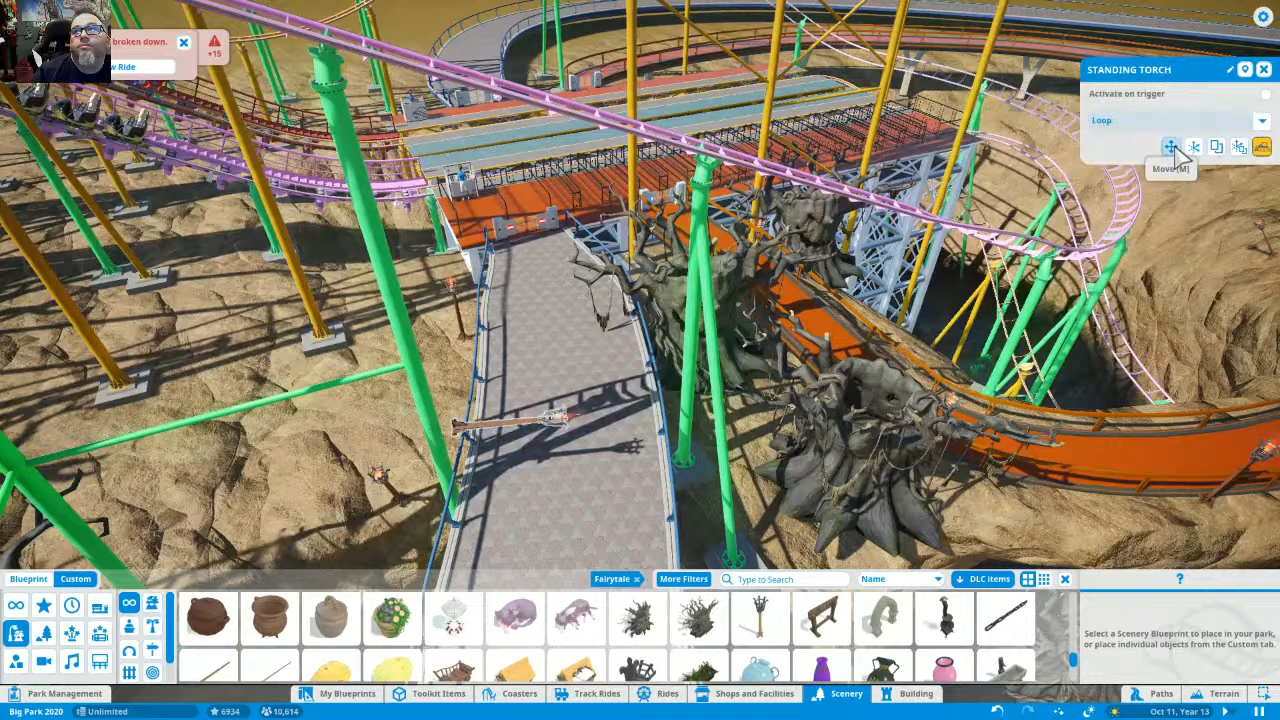 broken down.
+15
w Ride
STANDING TORCH
Activate on trigger
Loop
Move [M]
Blueprint
Custom
Fairytale
More Filters
Type to Search
Name
DLC items
?
Select a Scenery Blueprint to place in your park,
or place individual objects from the Custom tab.
Park Management
My Blueprints
Toolkit Items
Coasters
Track Rides
Rides
Shops and Facilities
Scenery
Building
Paths
Terrain
Big Park 2020
Unlimited
6934
10,614
Oct 11, Year 13